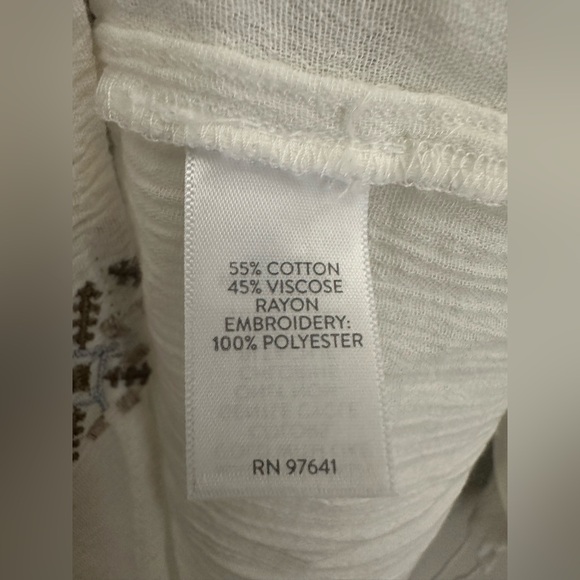 55% COTTON
45% VISCOSE
RAYON
EMBROIDERY:
100% POLYESTER
RN 97641